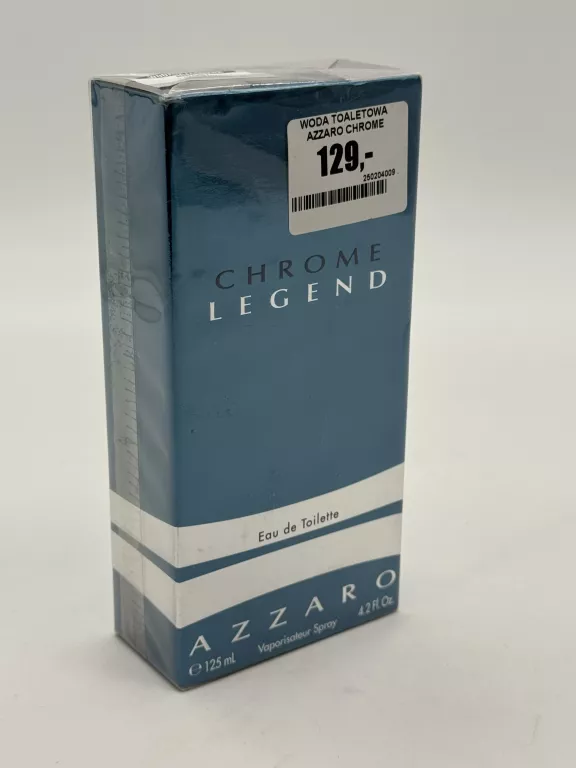 WODA TOALETOWA
AZZARO CHROME
129,-
250204009
CHROME
LEGEND
Eau de Toilette
AZZARO
Vaporisateur Spray
4.2 Fl. Oz.
℮ 125 mL